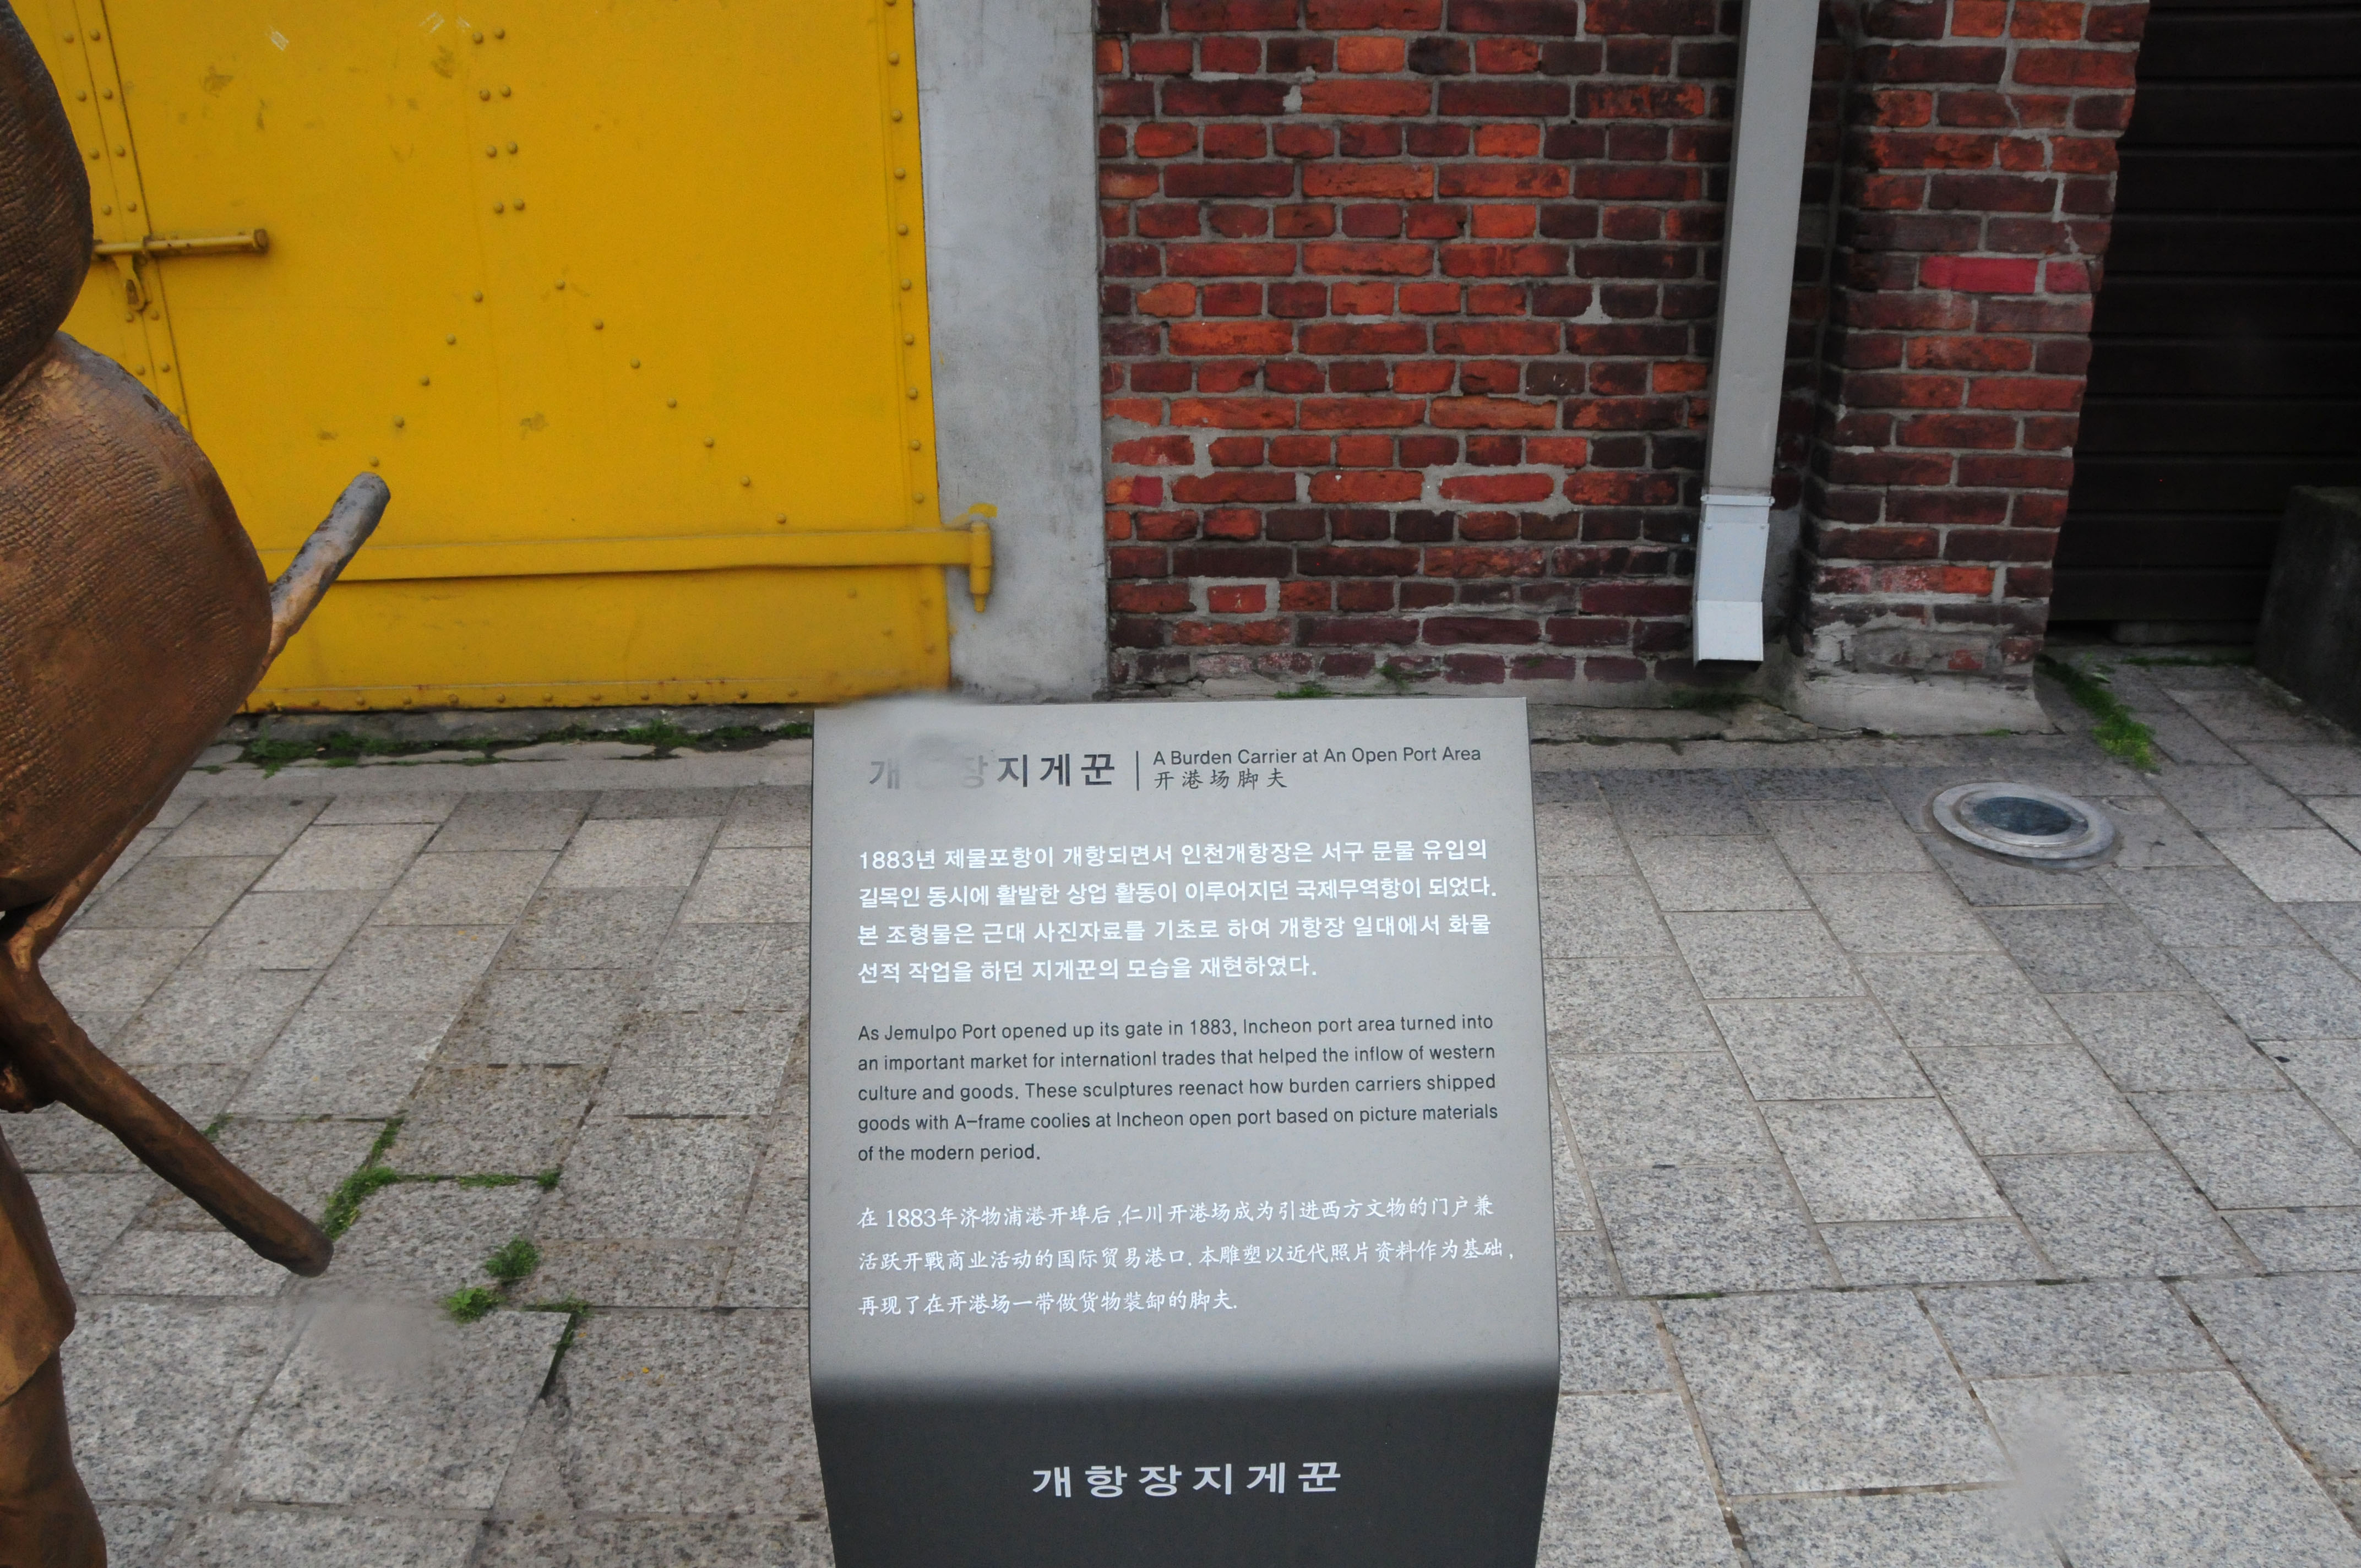 지게꾼 | A Burden Carrier at An Open Port Area
开港场脚夫
1883년 제물포항이 개항되면서 인천개항장은 서구 문물 유입의
길목인 동시에 활발한 상업 활동이 이루어지던 국제무역항이 되었다.
본 조형물은 근대 사진자료를 기초로 하여 개항장 일대에서 화물
선적 작업을 하던 지게꾼의 모습을 재현하였다.
As Jemulpo Port opened up its gate in 1883, Incheon port area turned into
an important market for internationl trades that helped the inflow of western
culture and goods. These sculptures reenact how burden carriers shipped
goods with A-frame coolies at Incheon open port based on picture materials
of the modern period.
在 1883年济物浦港开埠后,仁川开港场成为引进西方文物的门户兼
活跃开戰商业活动的国际贸易港口.本雕塑以近代照片资料作为基础,
再现了在开港场一带做货物裝卸的脚夫.
개항장지게꾼